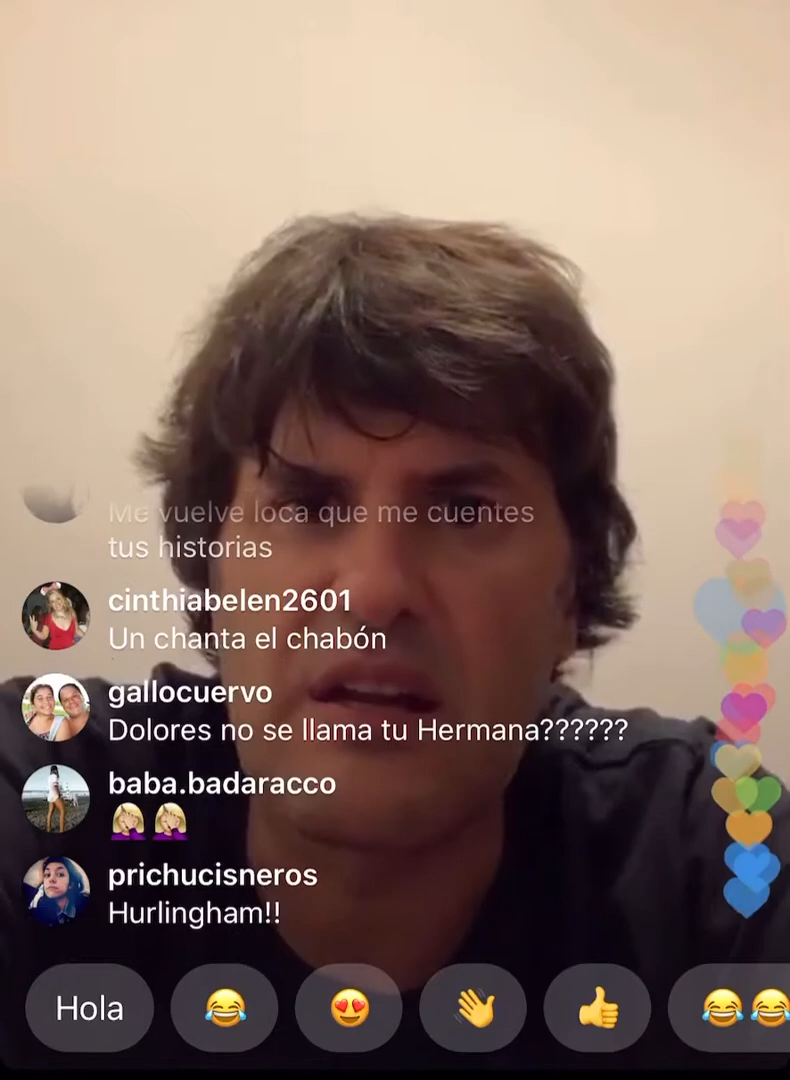 Me vuelve loca que me cuentes
tus historias
cinthiabelen2601
Un chanta el chabón
gallocuervo
Dolores no se llama tu Hermana??????
baba.badaracco
🤦🏼‍♀️🤦🏼‍♀️
prichucisneros
Hurlingham!!
Hola 😂 😍 👋 👍 😂😂